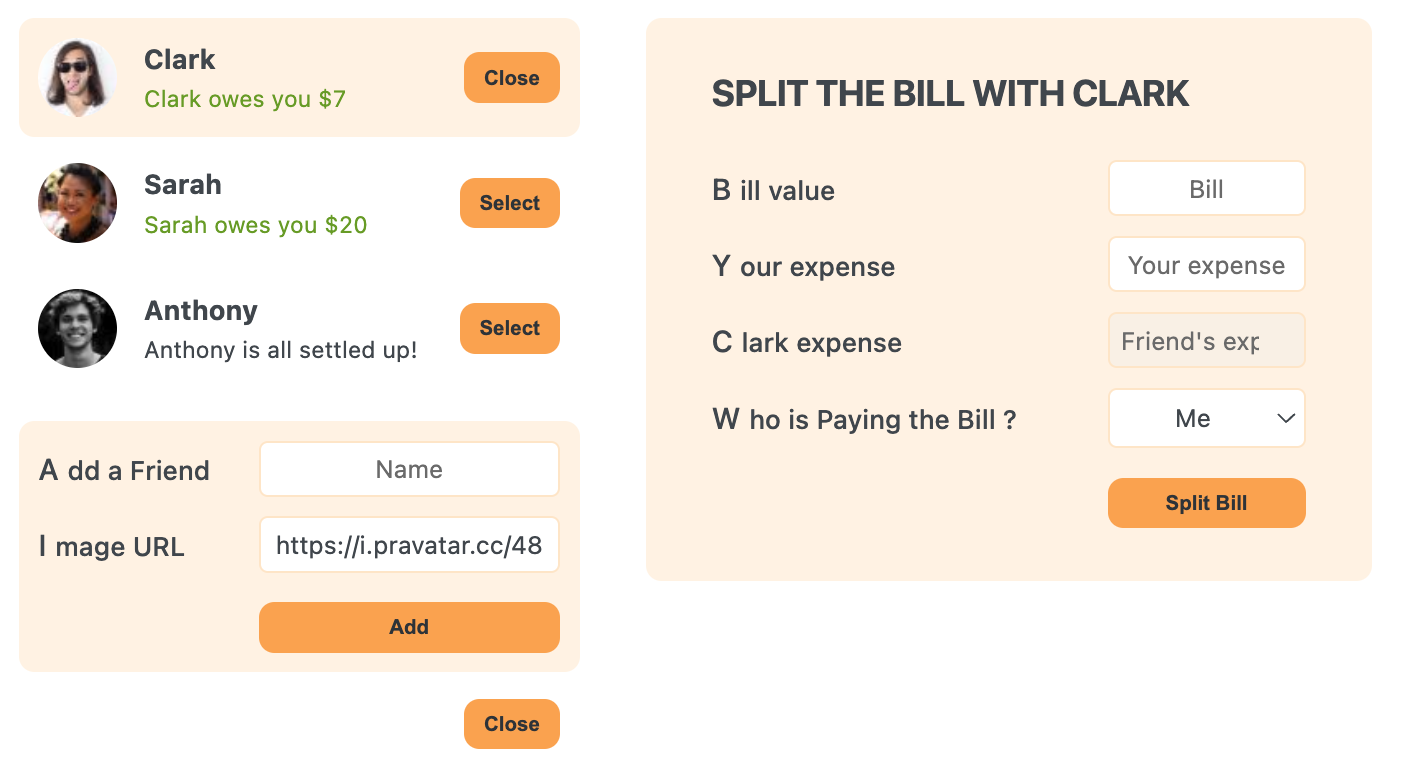 Clark
Clark owes you $7
Close
Sarah
Sarah owes you $20
Select
Anthony
Anthony is all settled up!
Select
A dd a Friend
Name
I mage URL
https://i.pravatar.cc/48
Add
Close
SPLIT THE BILL WITH CLARK
B ill value
Bill
Y our expense
Your expense
C lark expense
Friend's exp
W ho is Paying the Bill ?
Me
Split Bill